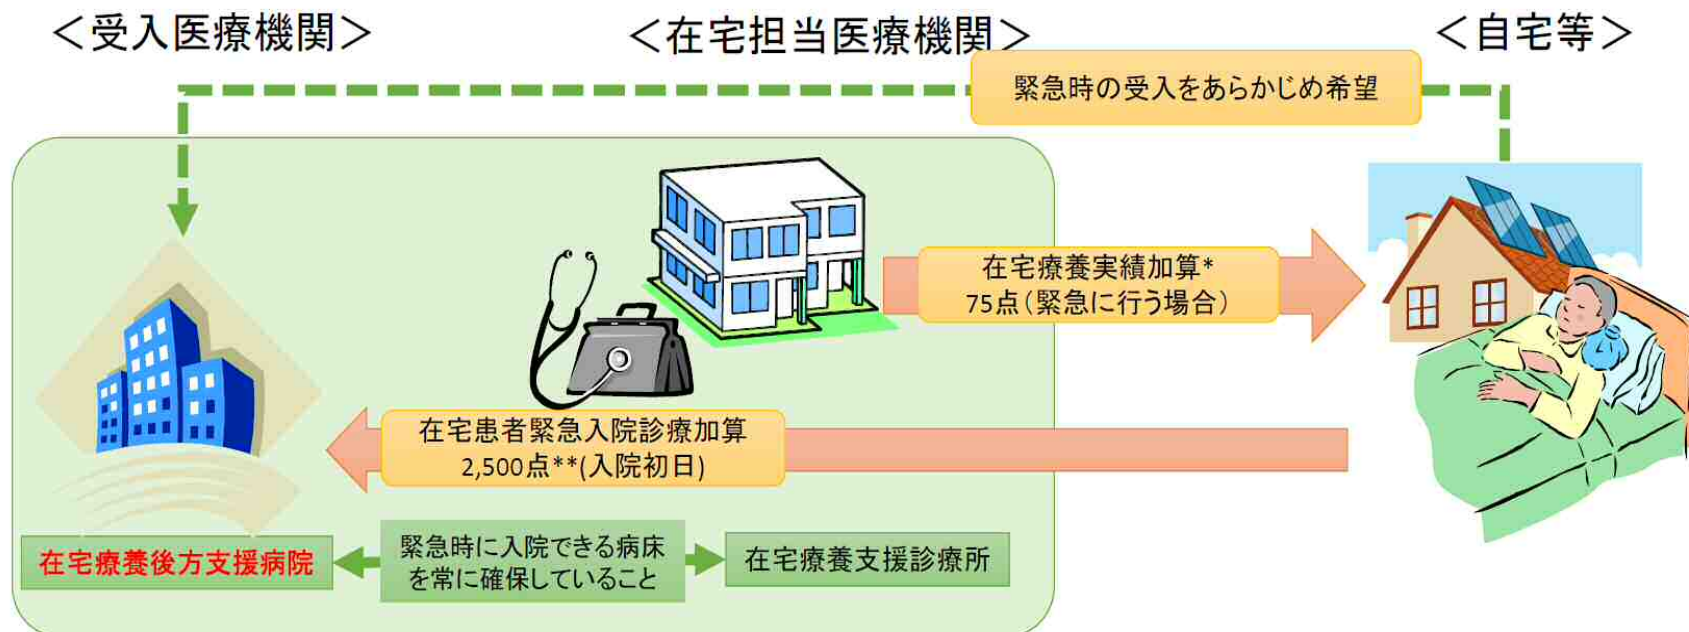 ＜受入医療機関＞
＜在宅担当医療機関＞
＜自宅等＞
緊急時の受入をあらかじめ希望
在宅療養実績加算*
75点（緊急に行う場合）
在宅患者緊急入院診療加算
2,500点**(入院初日)
在宅療養後方支援病院
緊急時に入院できる病床
を常に確保していること
在宅療養支援診療所